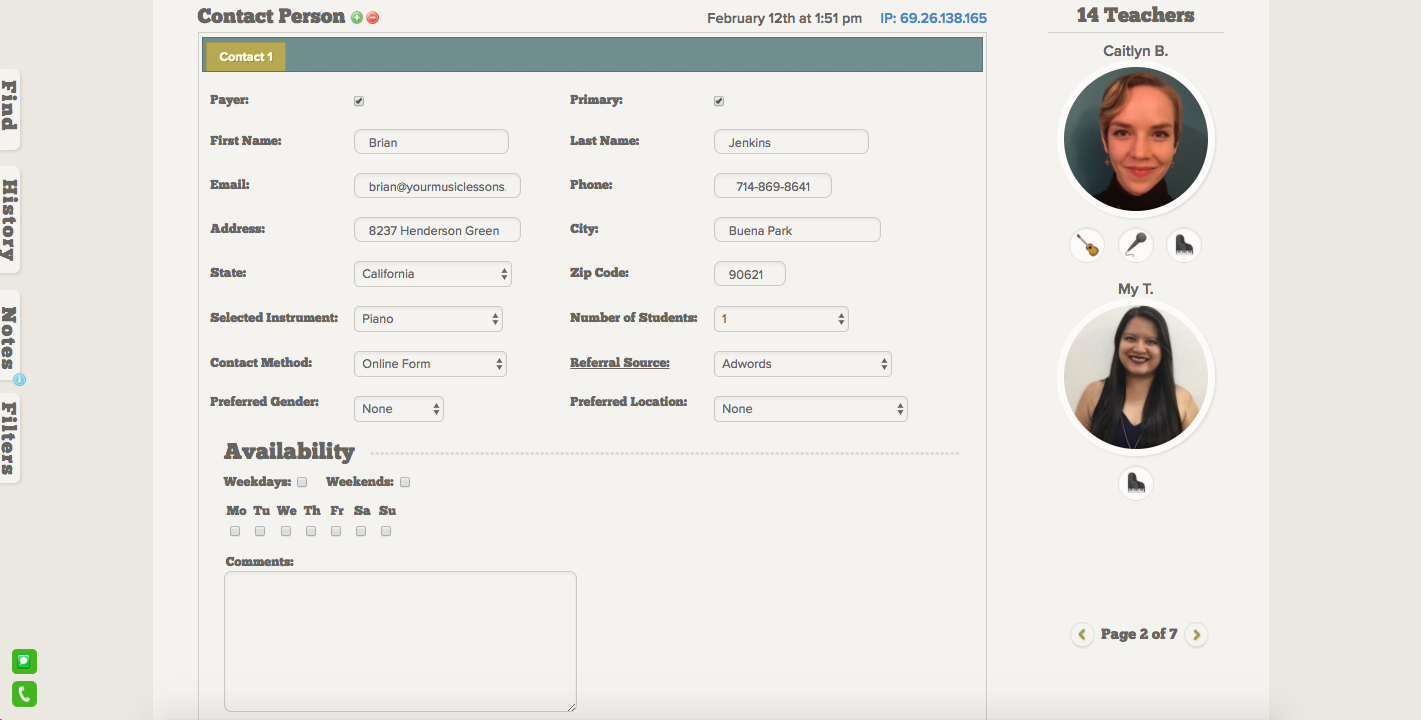 Contact Person
February 12th at 1:51 pm IP: 69.26.138.165
Contact 1
Payer:
Primary:
First Name: Brian
Last Name: Jenkins
Email: brian@yourmusiclessons.
Phone: 714-869-8641
Address: 8237 Henderson Green
City: Buena Park
State: California
Zip Code: 90621
Selected Instrument: Piano
Number of Students: 1
Contact Method: Online Form
Referral Source: Adwords
Preferred Gender: None
Preferred Location: None
Availability
Weekdays: Weekends:
Mo Tu We Th Fr Sa Su
Comments:
14 Teachers
Caitlyn B.
My T.
Page 2 of 7
Find
History
Notes
Filters